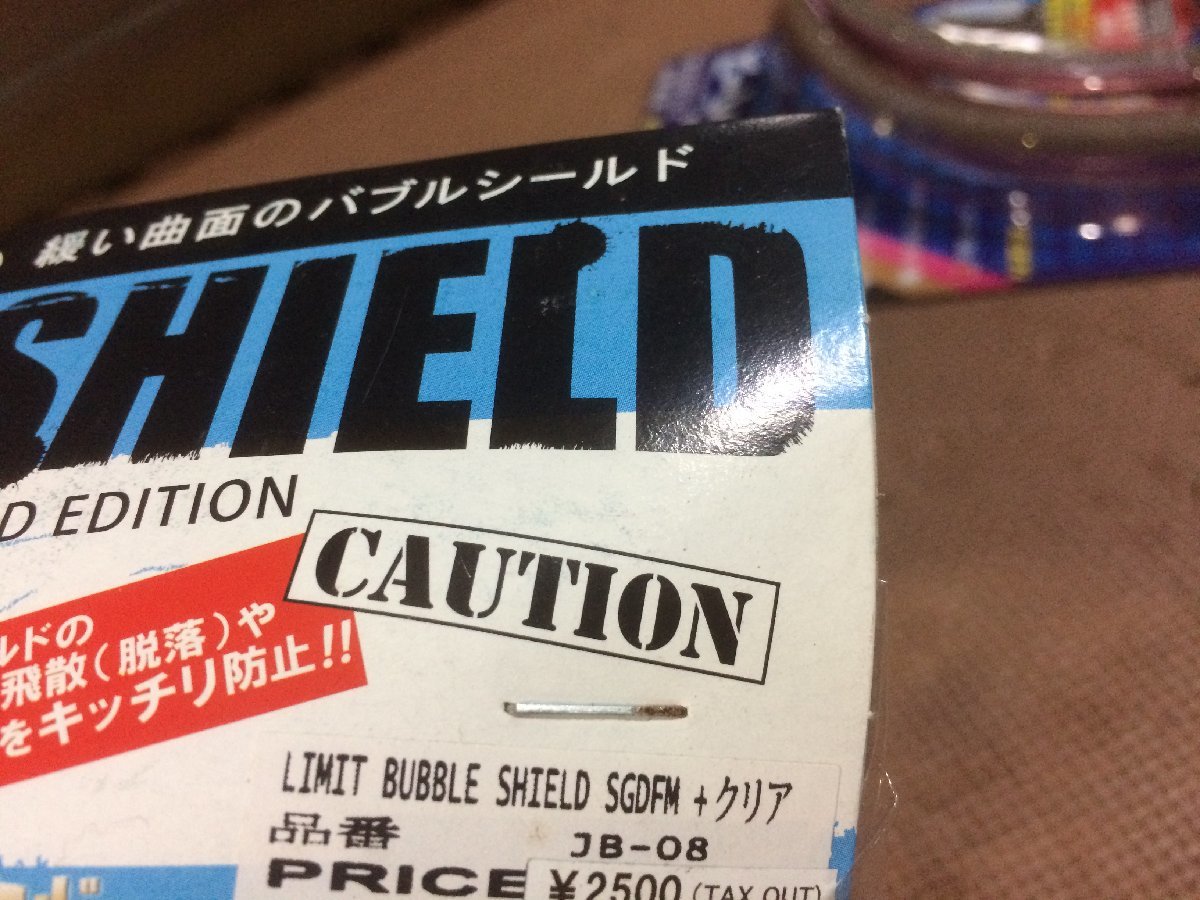 緩い曲面のバブルシールド
SHIELD
D EDITION
CAUTION
ルドの
飛散(脱落)や
をキッチリ防止!!
LIMIT BUBBLE SHIELD SGDFM +クリア
品番 JB-08
PRICE ¥2500 (TAX OUT)